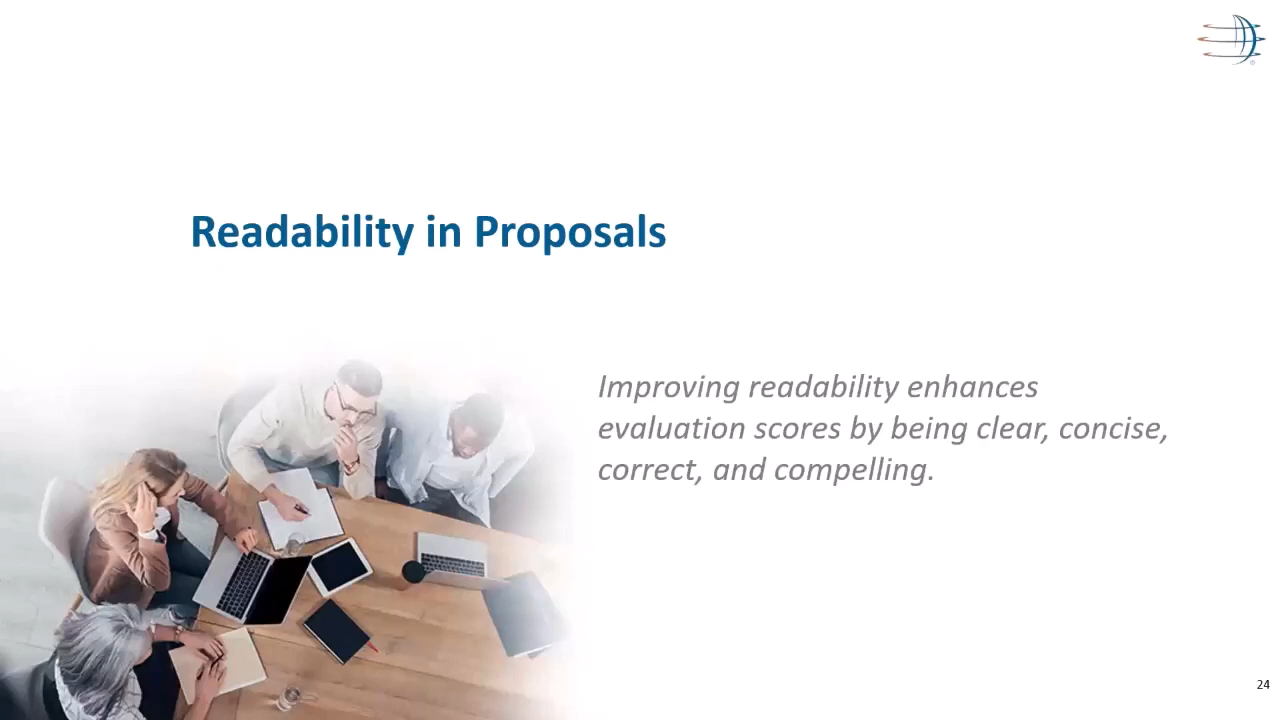 Readability in Proposals
Improving readability enhances
evaluation scores by being clear, concise,
correct, and compelling.
24